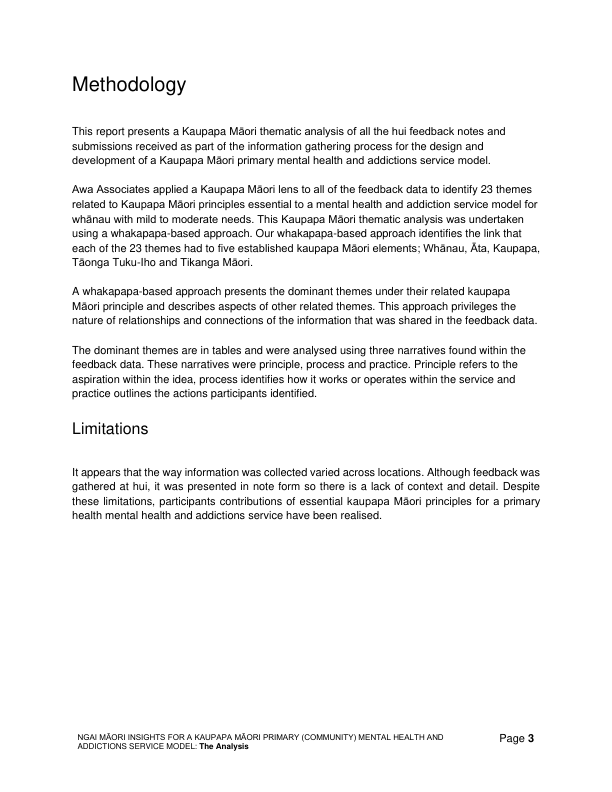 Methodology
This report presents a Kaupapa Māori thematic analysis of all the hui feedback notes and
submissions received as part of the information gathering process for the design and
development of a Kaupapa Māori primary mental health and addictions service model.
Awa Associates applied a Kaupapa Māori lens to all of the feedback data to identify 23 themes
related to Kaupapa Māori principles essential to a mental health and addiction service model for
whānau with mild to moderate needs. This Kaupapa Māori thematic analysis was undertaken
using a whakapapa-based approach. Our whakapapa-based approach identifies the link that
each of the 23 themes had to five established kaupapa Māori elements; Whānau, Āta, Kaupapa,
Tāonga Tuku-Iho and Tikanga Māori.
A whakapapa-based approach presents the dominant themes under their related kaupapa
Māori principle and describes aspects of other related themes. This approach privileges the
nature of relationships and connections of the information that was shared in the feedback data.
The dominant themes are in tables and were analysed using three narratives found within the
feedback data. These narratives were principle, process and practice. Principle refers to the
aspiration within the idea, process identifies how it works or operates within the service and
practice outlines the actions participants identified.
Limitations
It appears that the way information was collected varied across locations. Although feedback was
gathered at hui, it was presented in note form so there is a lack of context and detail. Despite
these limitations, participants contributions of essential kaupapa Māori principles for a primary
health mental health and addictions service have been realised.
NGAI MĀORI INSIGHTS FOR A KAUPAPA MĀORI PRIMARY (COMMUNITY) MENTAL HEALTH AND
ADDICTIONS SERVICE MODEL: The Analysis
Page 3